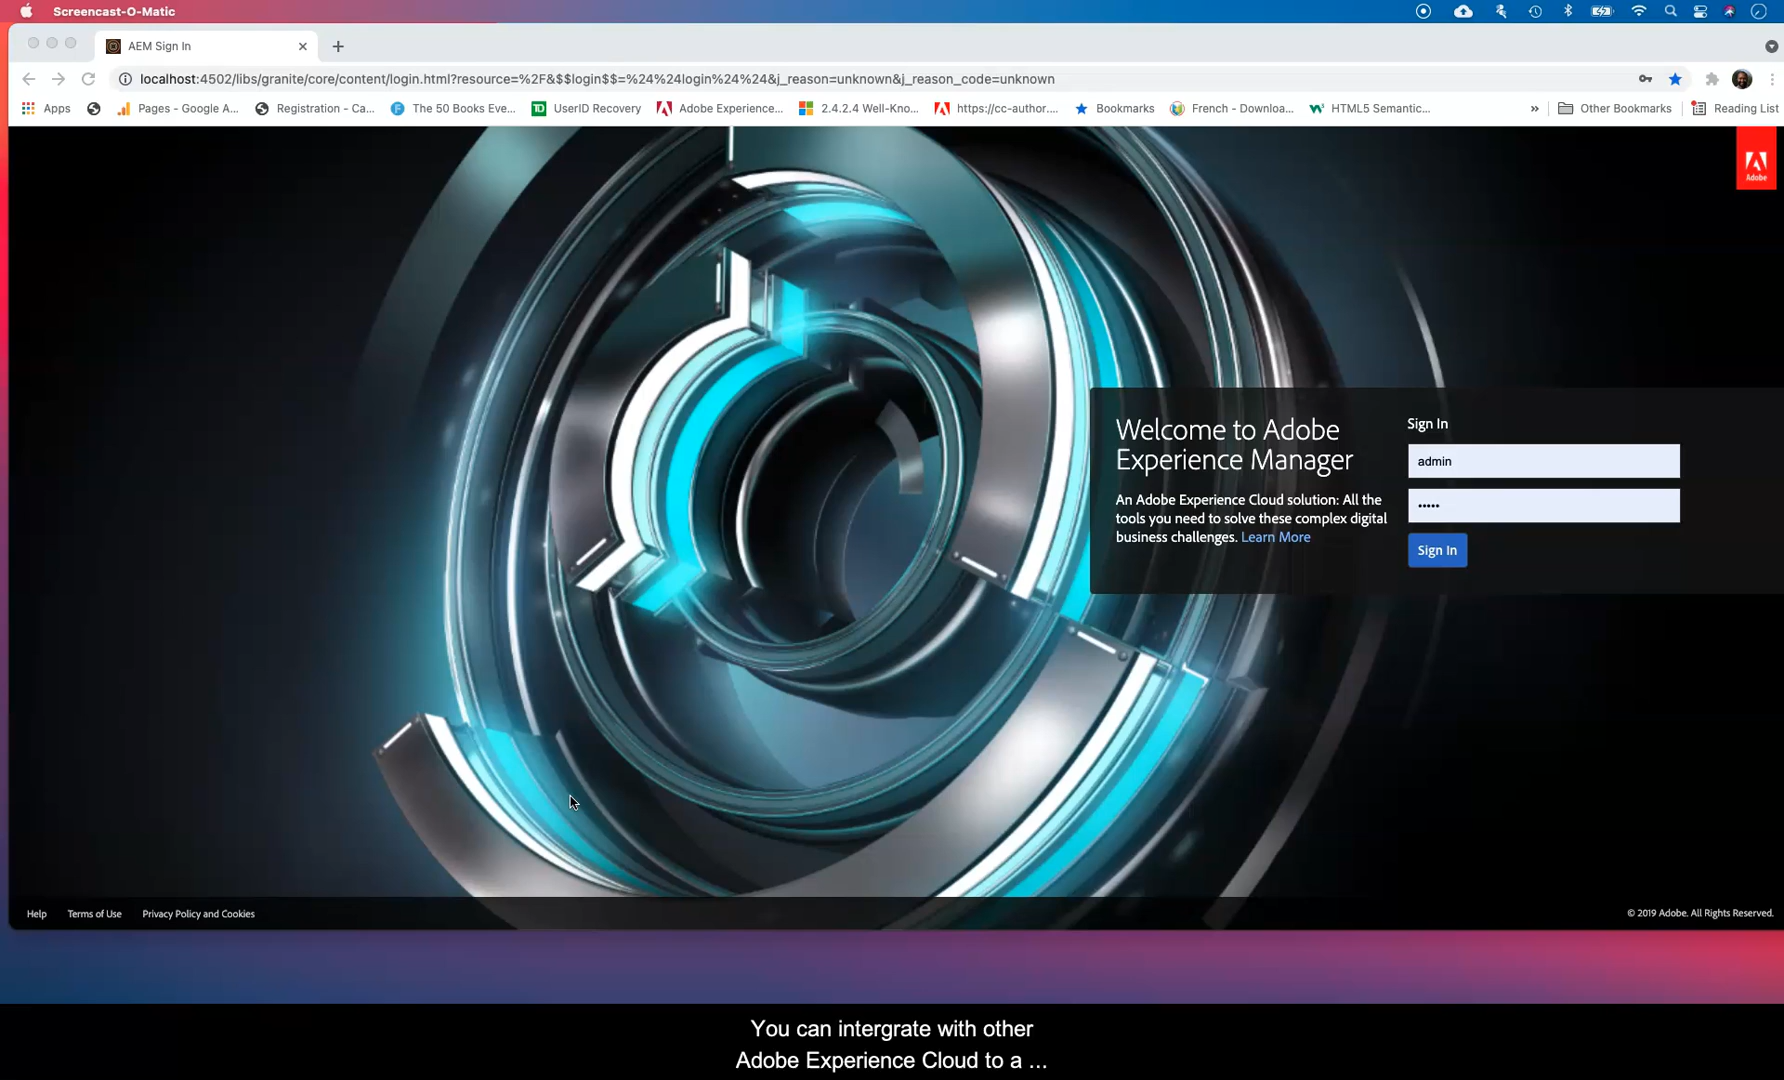 Screencast-O-Matic
AEM Sign In
localhost:4502/libs/granite/core/content/login.html?resource=%2F&$$login$$=%24%24login%24%24&j_reason=unknown&j_reason_code=unknown
Apps Pages - Google A... Registration - Ca... The 50 Books Eve... UserID Recovery Adobe Experience... 2.4.2.4 Well-Kno... https://cc-author.... Bookmarks French - Downloa... HTML5 Semantic... » Other Bookmarks Reading List
Adobe
Welcome to Adobe
Experience Manager
An Adobe Experience Cloud solution: All the
tools you need to solve these complex digital
business challenges. Learn More
Sign In
admin
•••••
Sign In
Help Terms of Use Privacy Policy and Cookies
© 2019 Adobe. All Rights Reserved.
You can intergrate with other
Adobe Experience Cloud to a ...